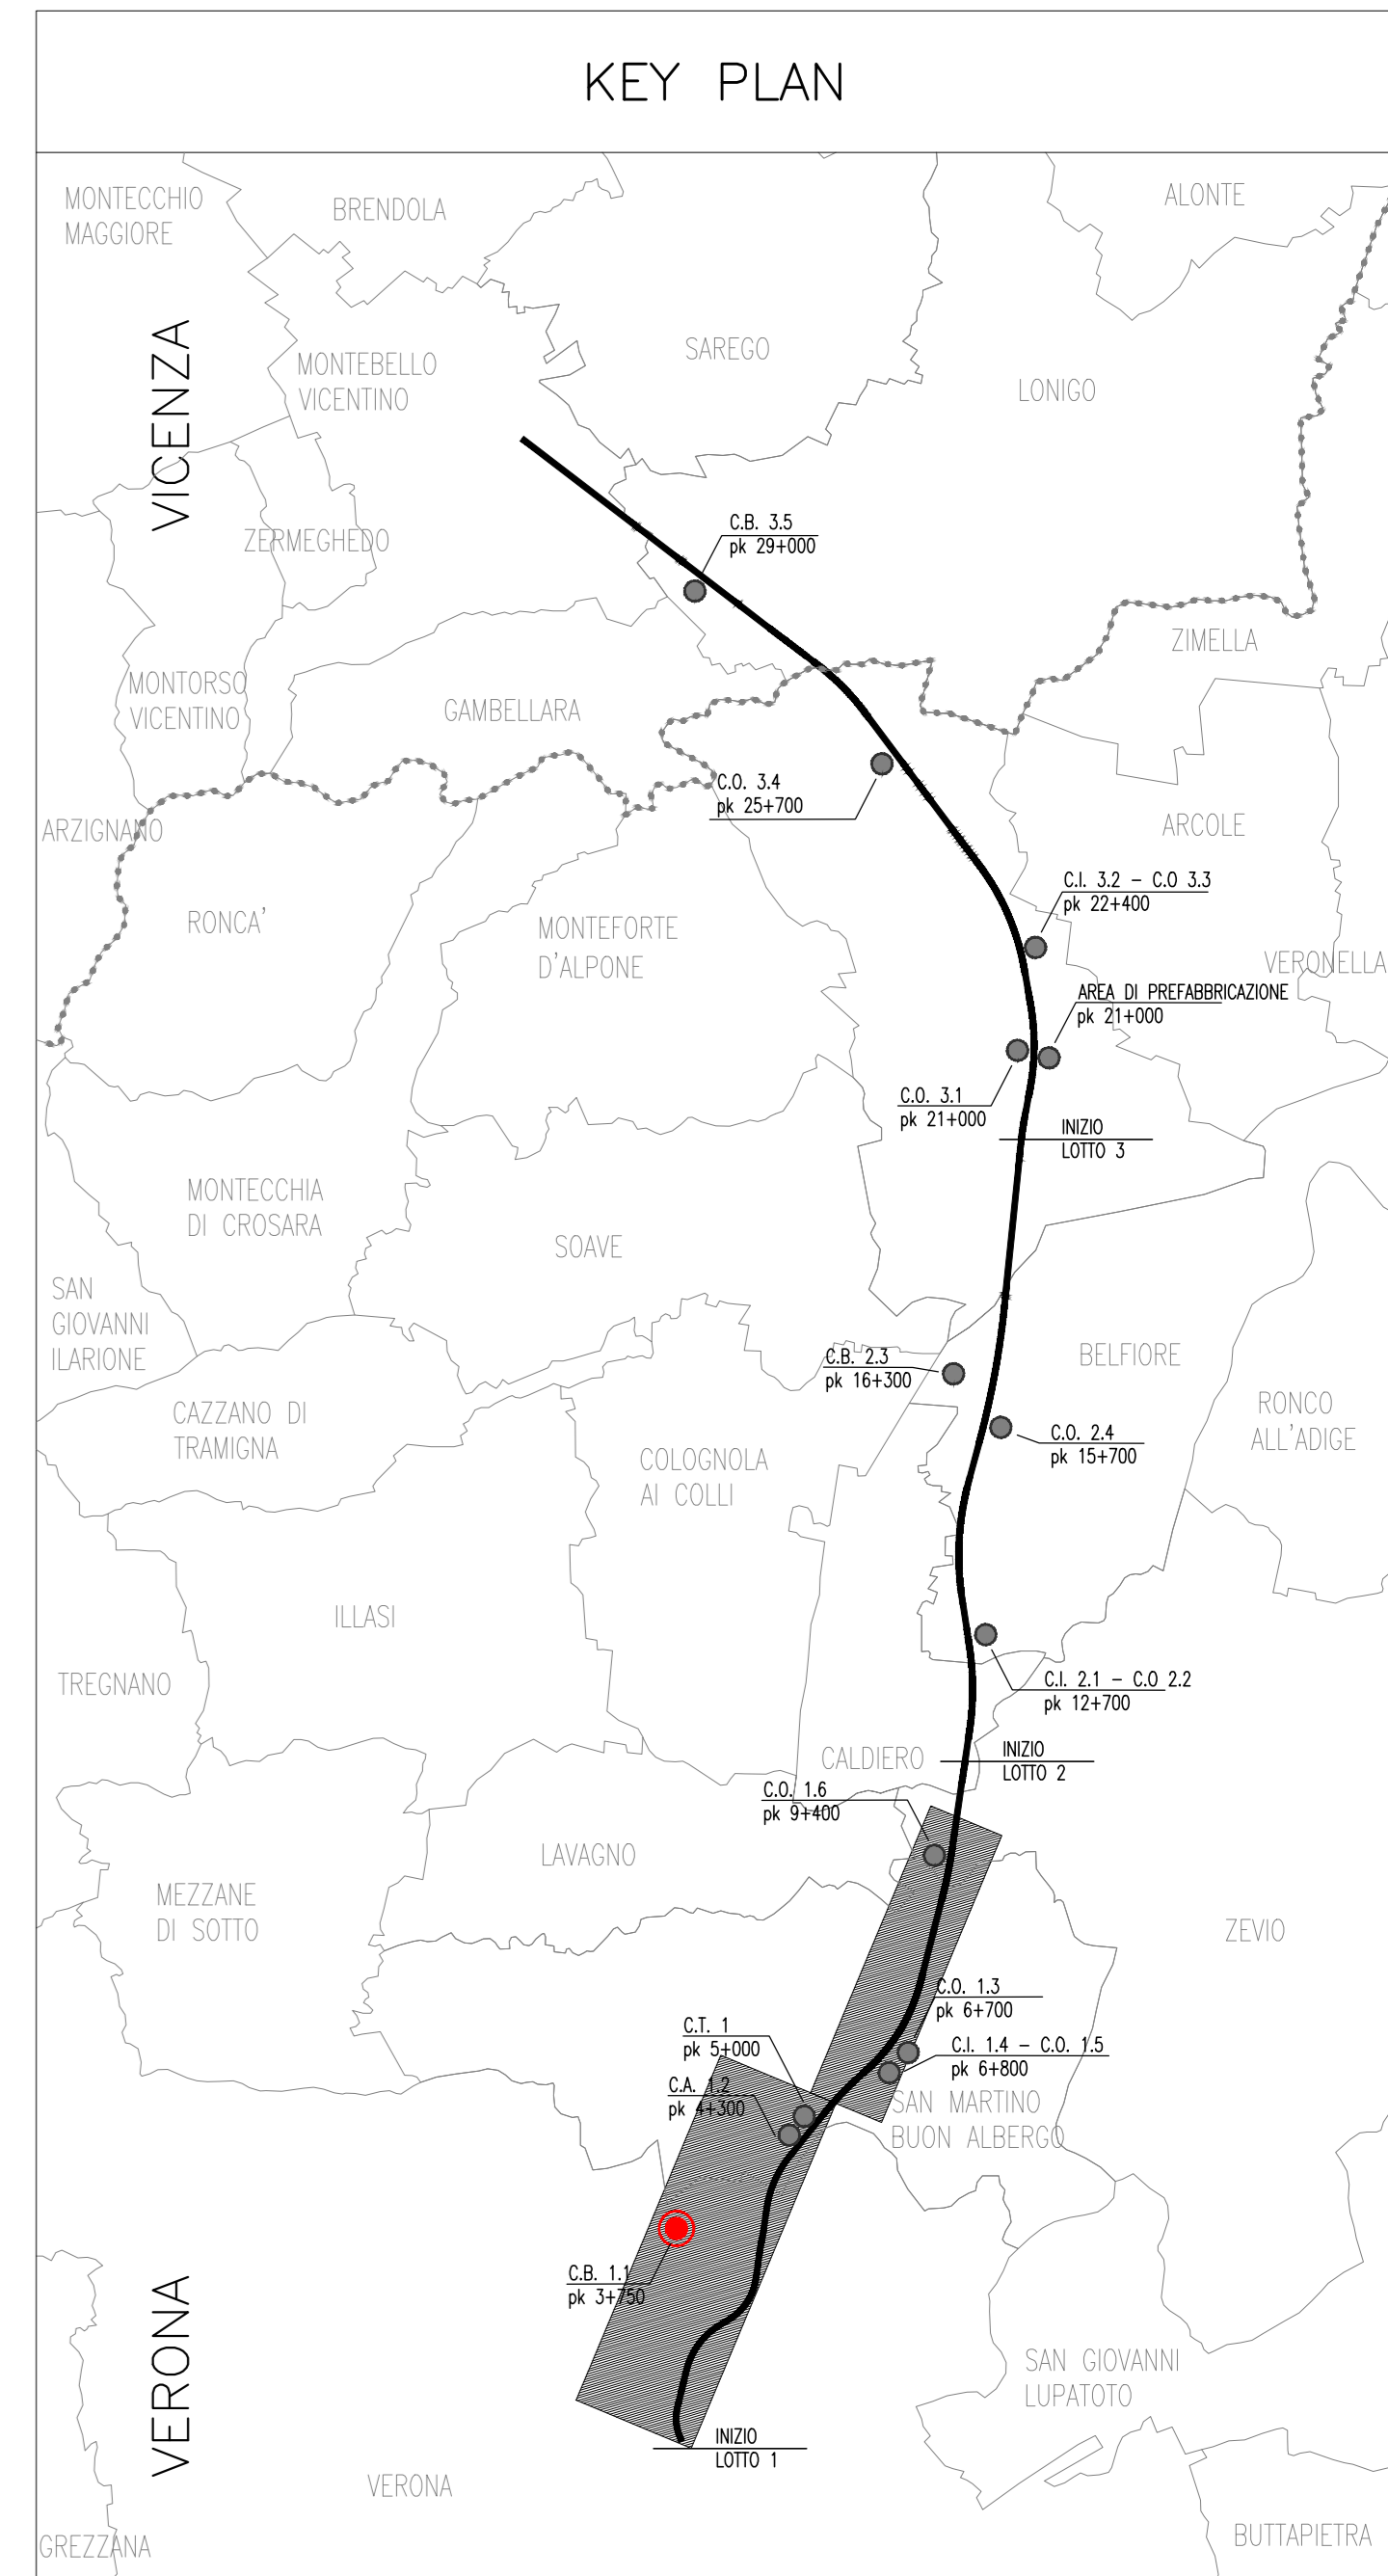 KEY PLAN
MONTECCHIO
MAGGIORE
BRENDOLA
ALONTE
VICENZA
MONTEBELLO
VICENTINO
SAREGO
LONIGO
ZERMEGHEDO
C.B. 3.5
pk 29+000
ZIMELLA
MONTORSO
VICENTINO
GAMBELLARA
C.O. 3.4
pk 25+700
ARZIGNANO
ARCOLE
RONCA'
MONTEFORTE
D'ALPONE
C.I. 3.2 - C.O 3.3
pk 22+400
VERONELLA
AREA DI PREFABBRICAZIONE
pk 21+000
C.O. 3.1
pk 21+000
INIZIO
LOTTO 3
MONTECCHIA
DI CROSARA
SOAVE
SAN
GIOVANNI
ILARIONE
C.B. 2.3
pk 16+300
BELFIORE
CAZZANO DI
TRAMIGNA
RONCO
ALL'ADIGE
C.O. 2.4
pk 15+700
COLOGNOLA
AI COLLI
ILLASI
TREGNANO
C.I. 2.1 - C.O 2.2
pk 12+700
CALDIERO
INIZIO
LOTTO 2
C.O. 1.6
pk 9+400
LAVAGNO
MEZZANE
DI SOTTO
ZEVIO
C.O. 1.3
pk 6+700
C.T. 1
pk 5+000
C.I. 1.4 - C.O. 1.5
pk 6+800
C.A. 1.2
pk 4+300
SAN MARTINO
BUON ALBERGO
C.B. 1.1
pk 3+750
VERONA
SAN GIOVANNI
LUPATOTO
INIZIO
LOTTO 1
VERONA
GREZZANA
BUTTAPIETRA